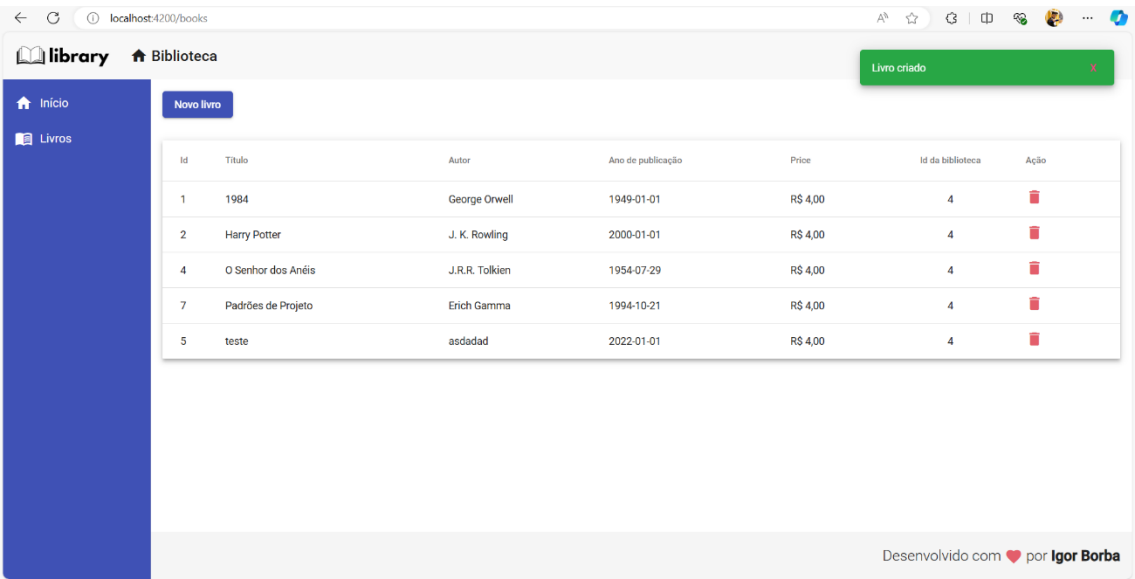 localhost:4200/books
library
Biblioteca
Livro criado
X
Início
Livros
Novo livro
Id Título Autor Ano de publicação Price Id da biblioteca Ação
1 1984 George Orwell 1949-01-01 R$ 4,00 4
2 Harry Potter J. K. Rowling 2000-01-01 R$ 4,00 4
4 O Senhor dos Anéis J.R.R. Tolkien 1954-07-29 R$ 4,00 4
7 Padrões de Projeto Erich Gamma 1994-10-21 R$ 4,00 4
5 teste asdadad 2022-01-01 R$ 4,00 4
Desenvolvido com por Igor Borba